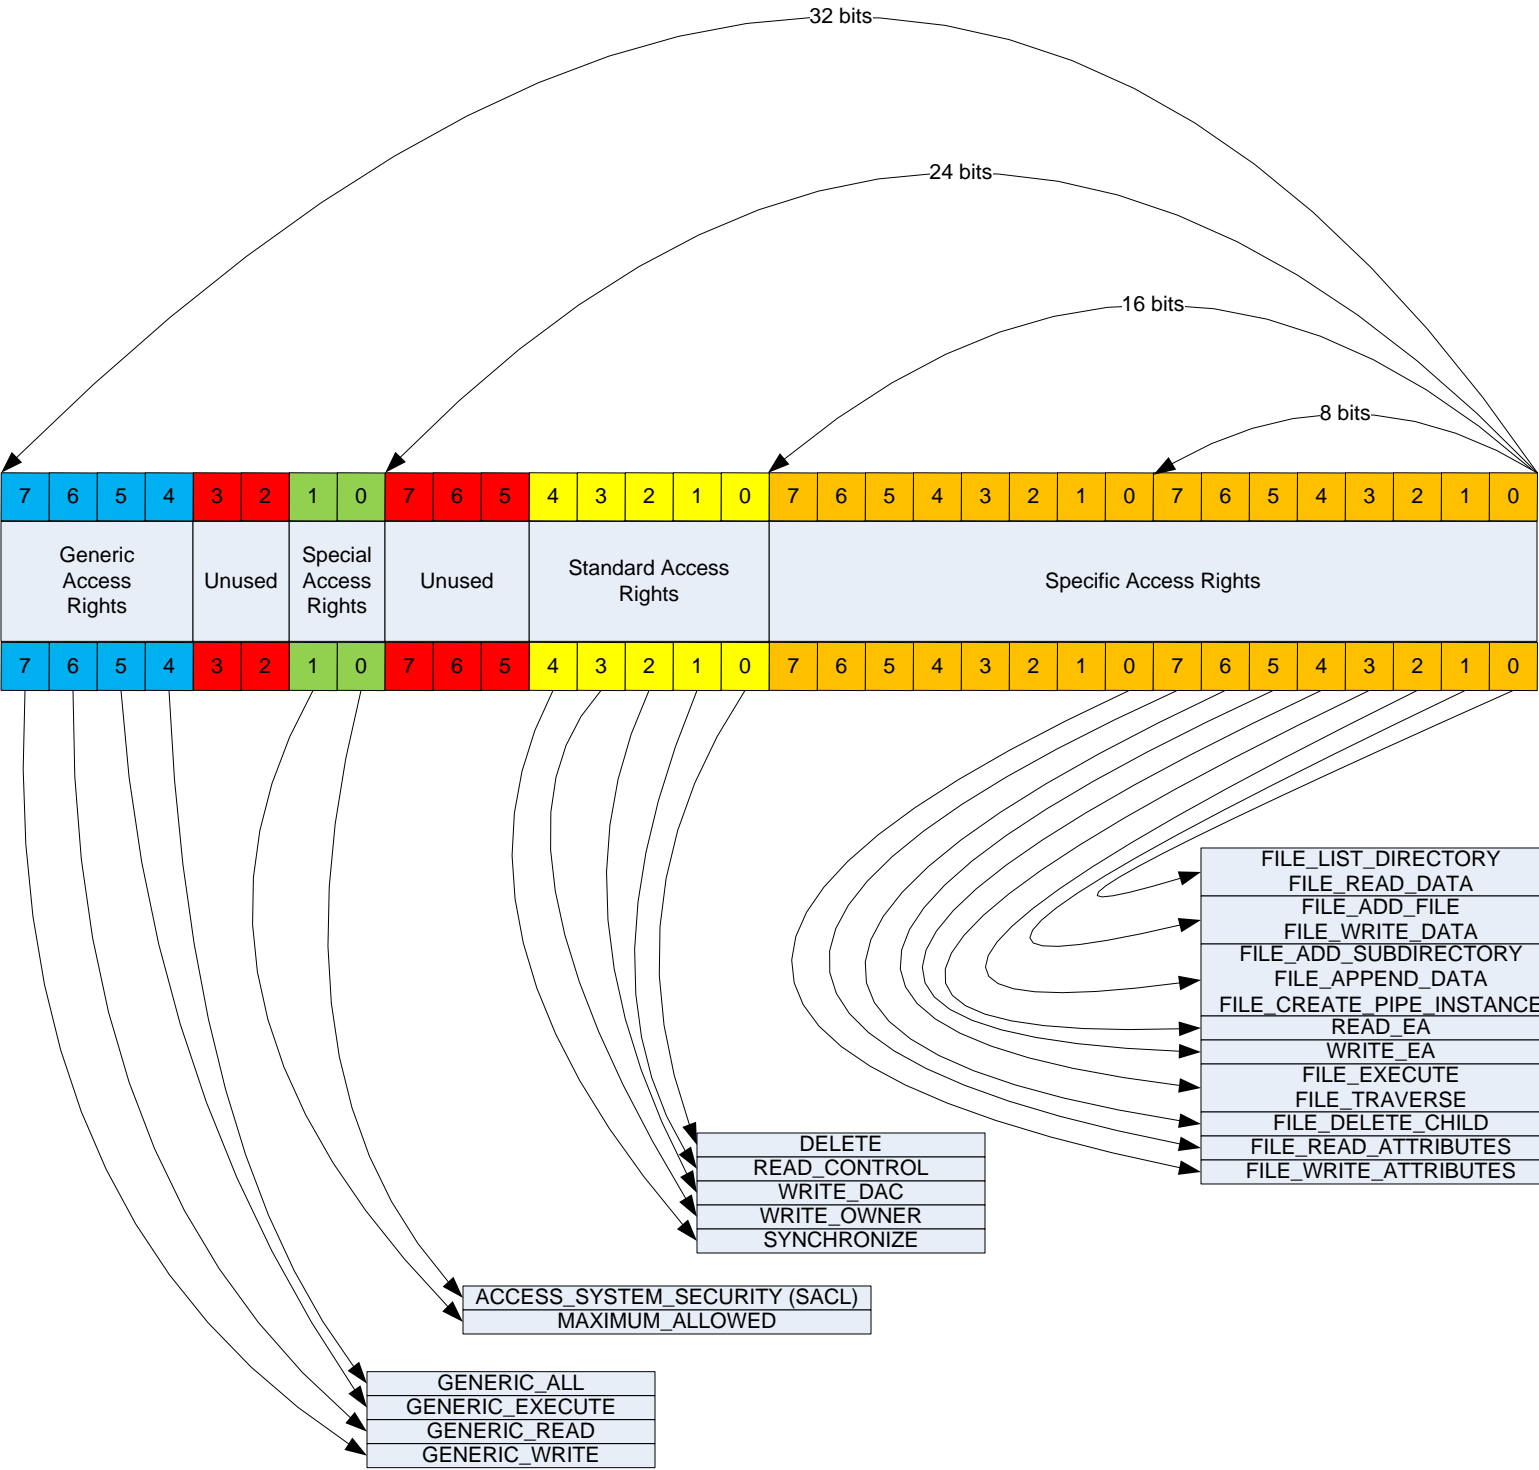 32 bits
24 bits
16 bits
8 bits
7 6 5 4 3 2 1 0 7 6 5 4 3 2 1 0 7 6 5 4 3 2 1 0 7 6 5 4 3 2 1 0
Generic
Access
Rights
Unused
Special
Access
Rights
Unused
Standard Access
Rights
Specific Access Rights
7 6 5 4 3 2 1 0 7 6 5 4 3 2 1 0 7 6 5 4 3 2 1 0 7 6 5 4 3 2 1 0
FILE_LIST_DIRECTORY
FILE_READ_DATA
FILE_ADD_FILE
FILE_WRITE_DATA
FILE_ADD_SUBDIRECTORY
FILE_APPEND_DATA
FILE_CREATE_PIPE_INSTANCE
READ_EA
WRITE_EA
FILE_EXECUTE
FILE_TRAVERSE
FILE_DELETE_CHILD
FILE_READ_ATTRIBUTES
FILE_WRITE_ATTRIBUTES
DELETE
READ_CONTROL
WRITE_DAC
WRITE_OWNER
SYNCHRONIZE
ACCESS_SYSTEM_SECURITY (SACL)
MAXIMUM_ALLOWED
GENERIC_ALL
GENERIC_EXECUTE
GENERIC_READ
GENERIC_WRITE